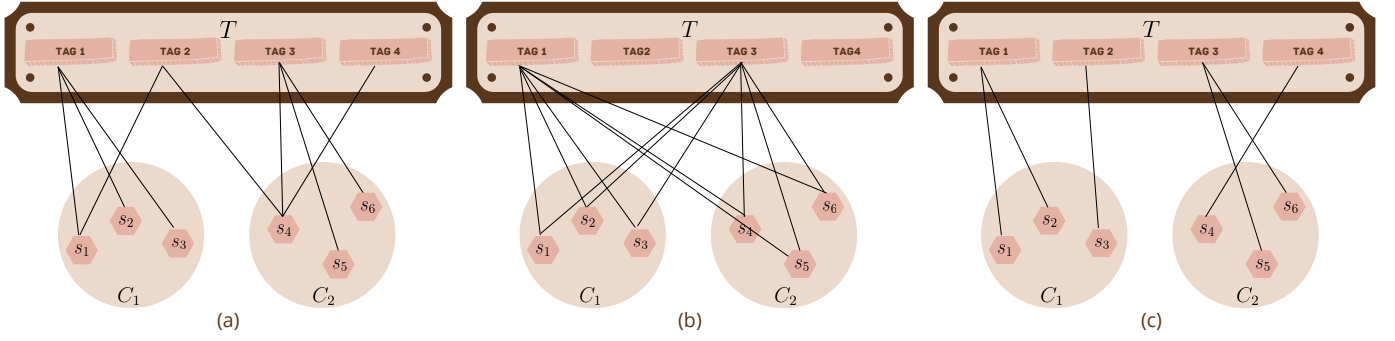 T
TAG 1 TAG 2 TAG 3 TAG 4
s₁ s₂ s₃ s₄ s₅ s₆
C₁ C₂
(a)
T
TAG 1 TAG2 TAG 3 TAG4
s₁ s₂ s₃ s₄ s₅ s₆
C₁ C₂
(b)
T
TAG 1 TAG 2 TAG 3 TAG 4
s₁ s₂ s₃ s₄ s₅ s₆
C₁ C₂
(c)